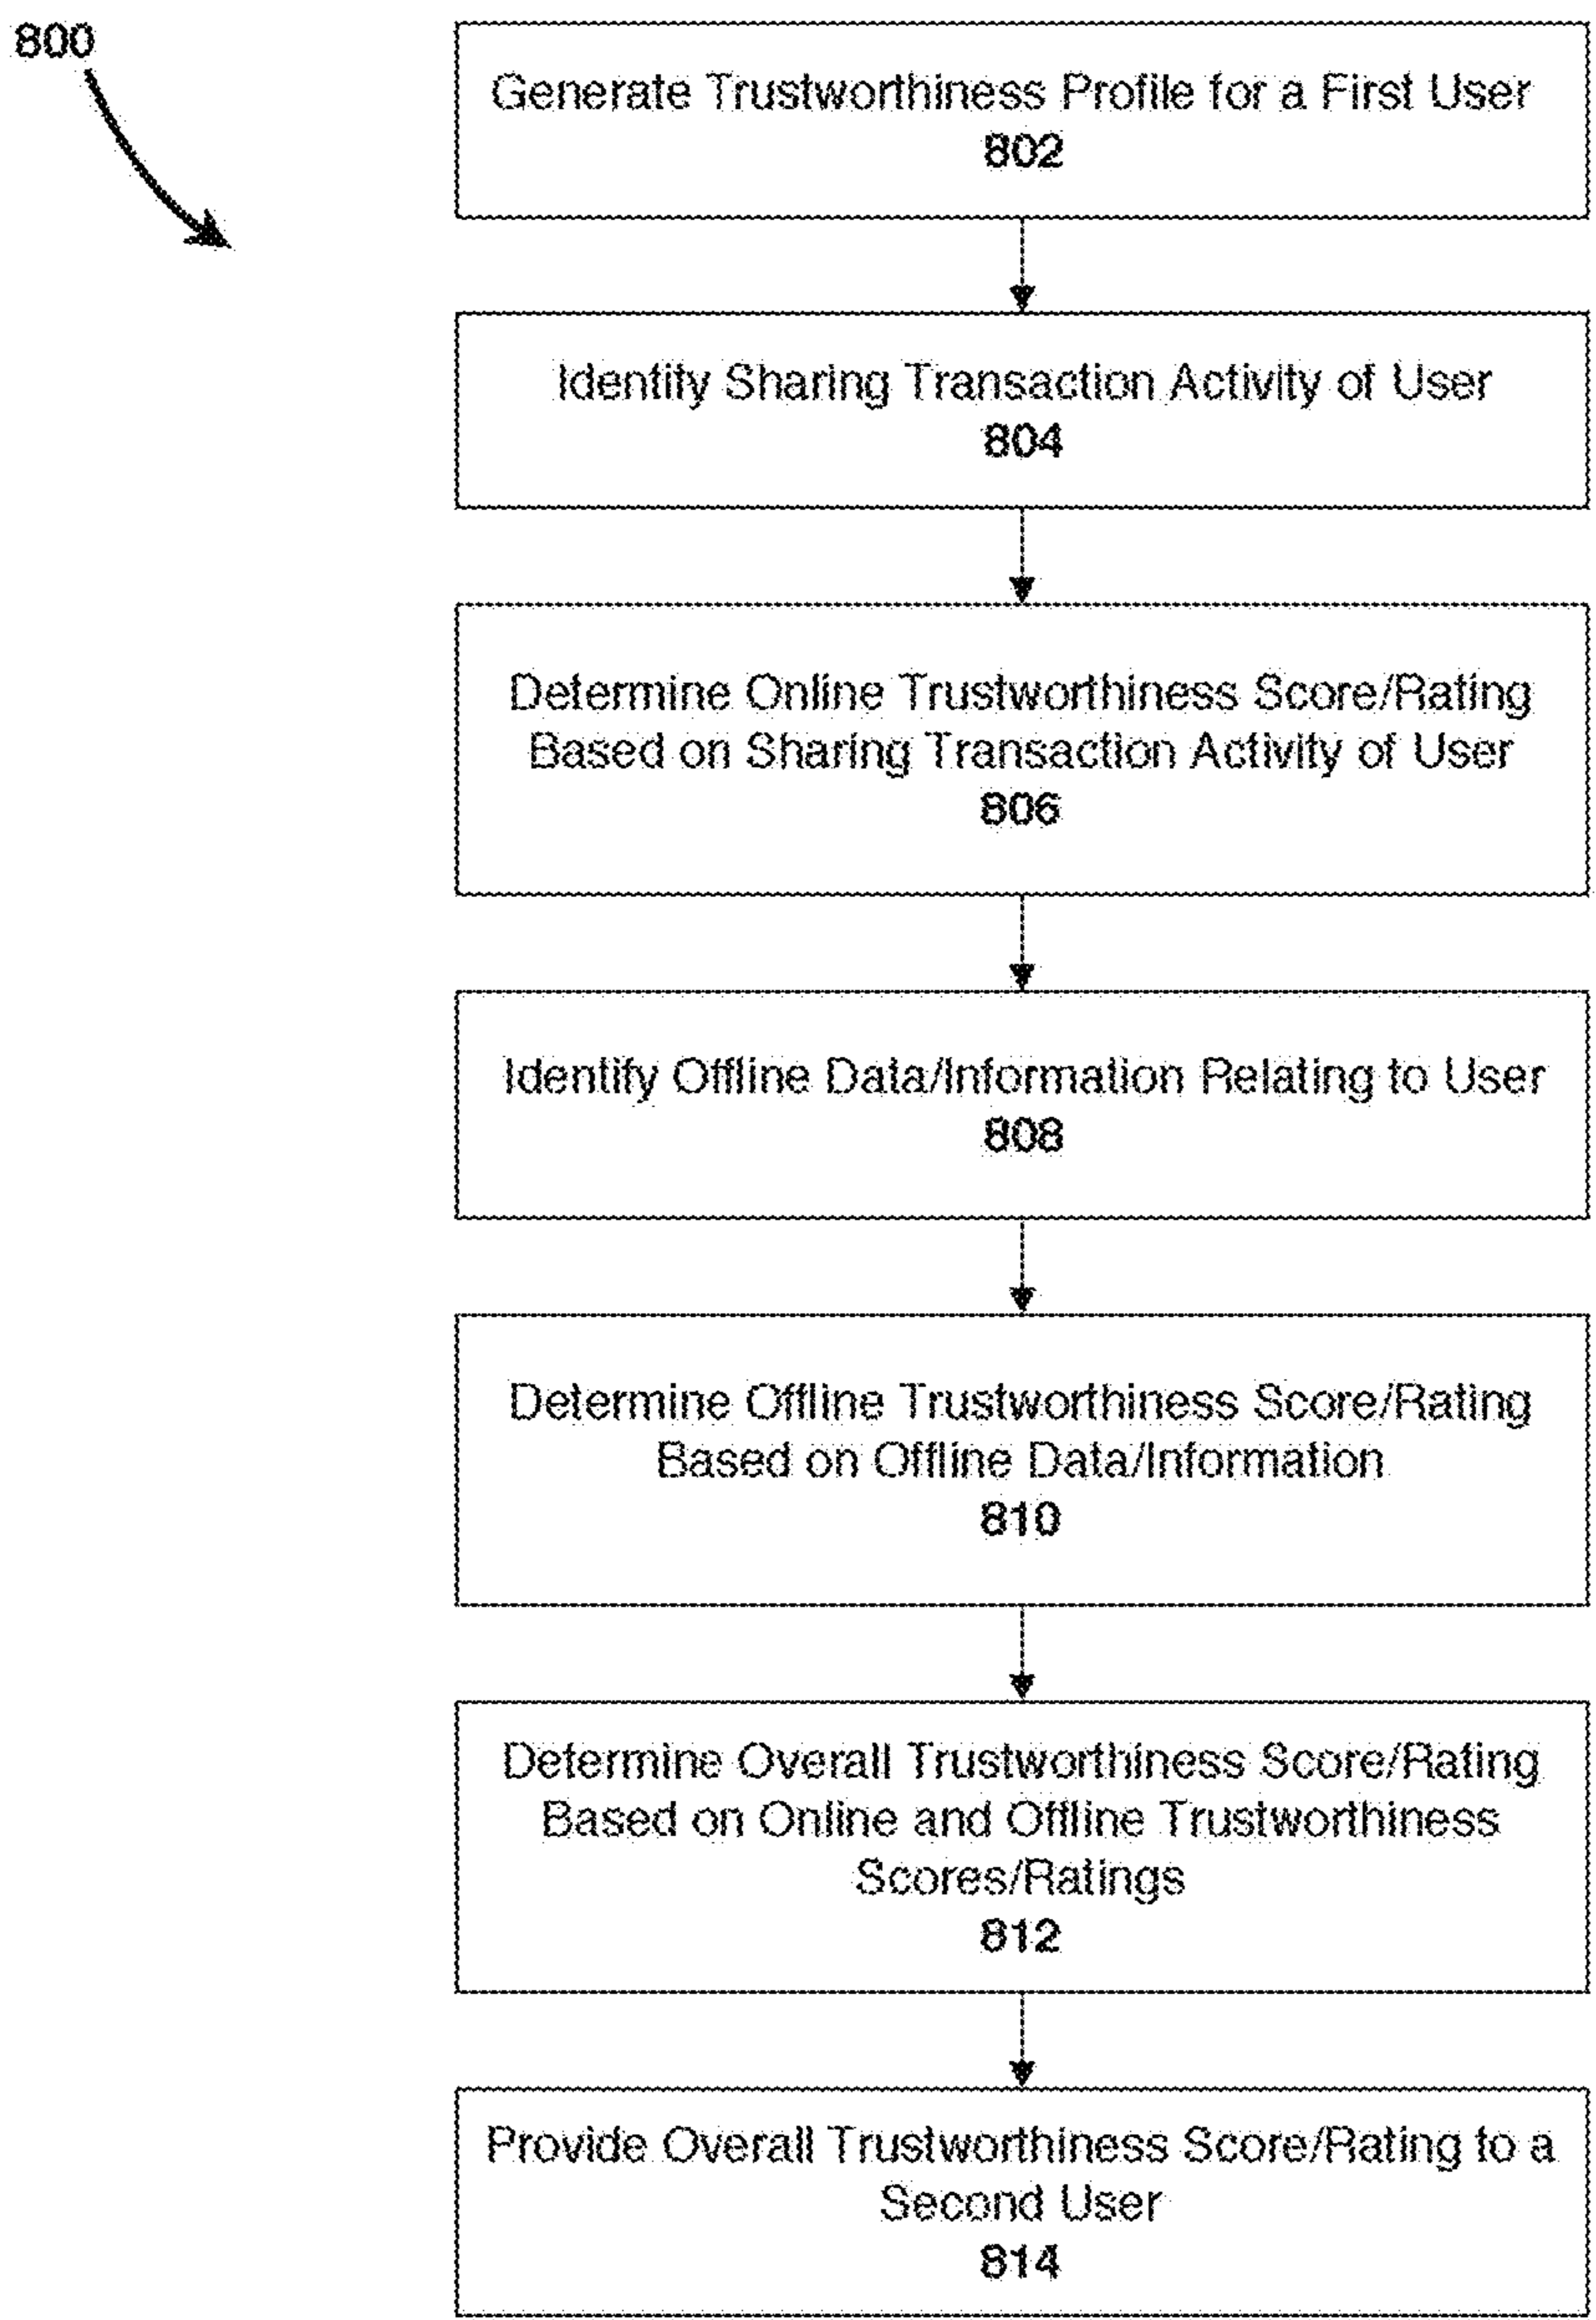 800
Generate Trustworthiness Profile for a First User
802
Identify Sharing Transaction Activity of User
804
Determine Online Trustworthiness Score/Rating
Based on Sharing Transaction Activity of User
806
Identify Offline Data/Information Relating to User
808
Determine Offline Trustworthiness Score/Rating
Based on Offline Data/Information
810
Determine Overall Trustworthiness Score/Rating
Based on Online and Offline Trustworthiness
Scores/Ratings
812
Provide Overall Trustworthiness Score/Rating to a
Second User
814